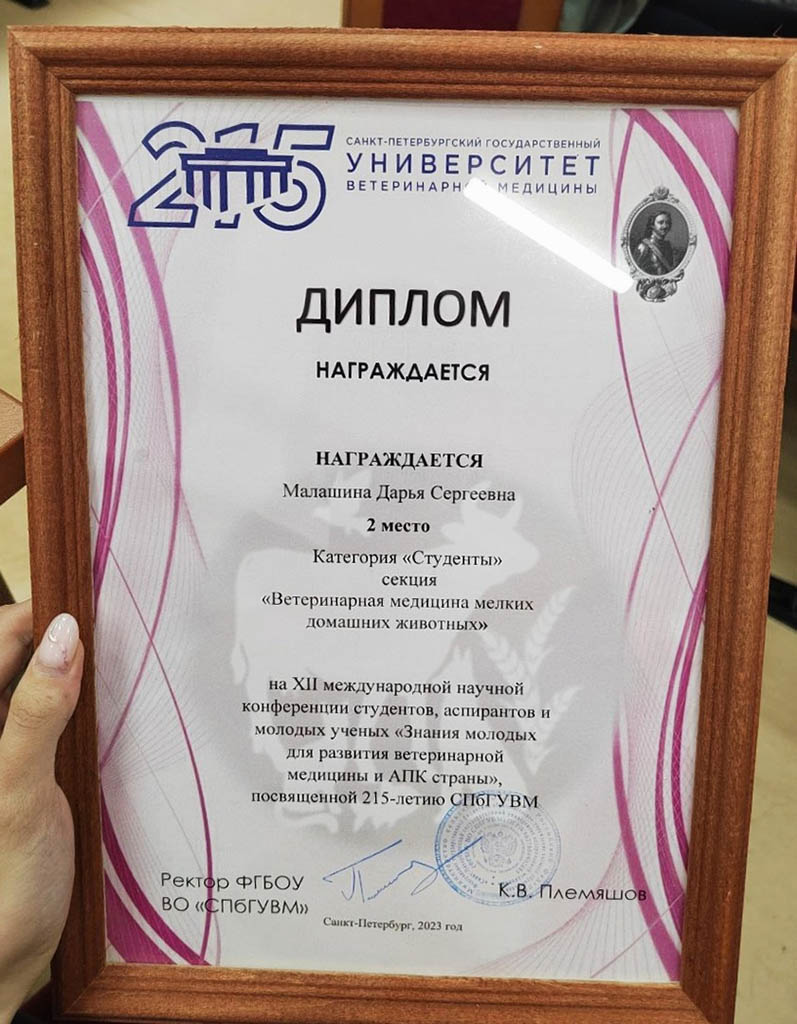 215
САНКТ-ПЕТЕРБУРГСКИЙ ГОСУДАРСТВЕННЫЙ
УНИВЕРСИТЕТ
ВЕТЕРИНАРНОЙ МЕДИЦИНЫ
ДИПЛОМ
НАГРАЖДАЕТСЯ
НАГРАЖДАЕТСЯ
Малашина Дарья Сергеевна
2 место
Категория «Студенты»
секция
«Ветеринарная медицина мелких
домашних животных»
на XII международной научной
конференции студентов, аспирантов и
молодых ученых «Знания молодых
для развития ветеринарной
медицины и АПК страны»,
посвященной 215-летию СПбГУВМ
Ректор ФГБОУ
ВО «СПбГУВМ»
К.В. Племяшов
Санкт-Петербург, 2023 год